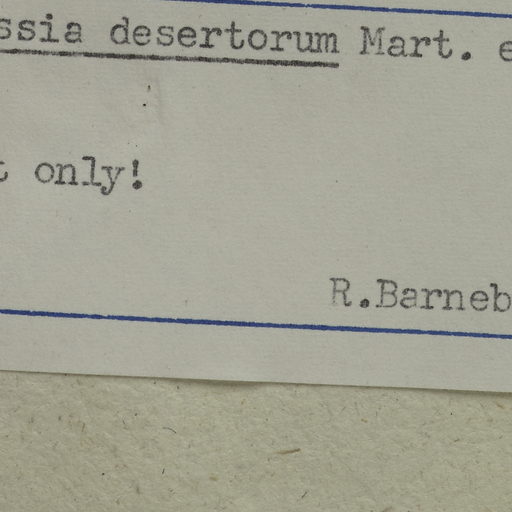 ssia desertorum Mart. e
t only!
R.Barneb